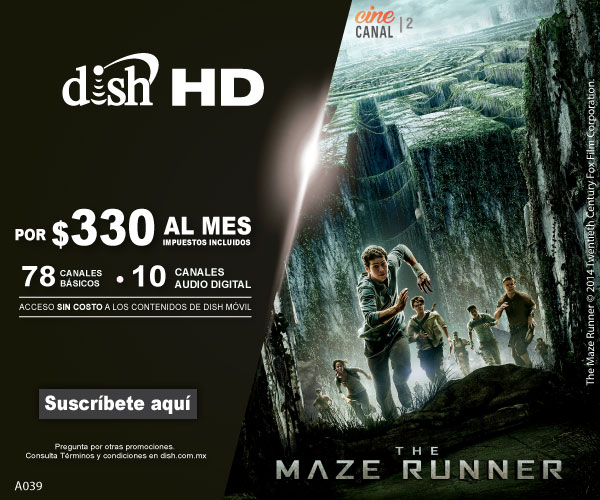 cine
CANAL | 2
dish HD
POR $330 AL MES
IMPUESTOS INCLUIDOS
78 CANALES BÁSICOS • 10 CANALES AUDIO DIGITAL
ACCESO SIN COSTO A LOS CONTENIDOS DE DISH MÓVIL
Suscríbete aquí
Pregunta por otras promociones.
Consulta Términos y condiciones en dish.com.mx
A039
THE
MAZE RUNNER
The Maze Runner © 2014 Twentieth Century Fox Film Corporation.